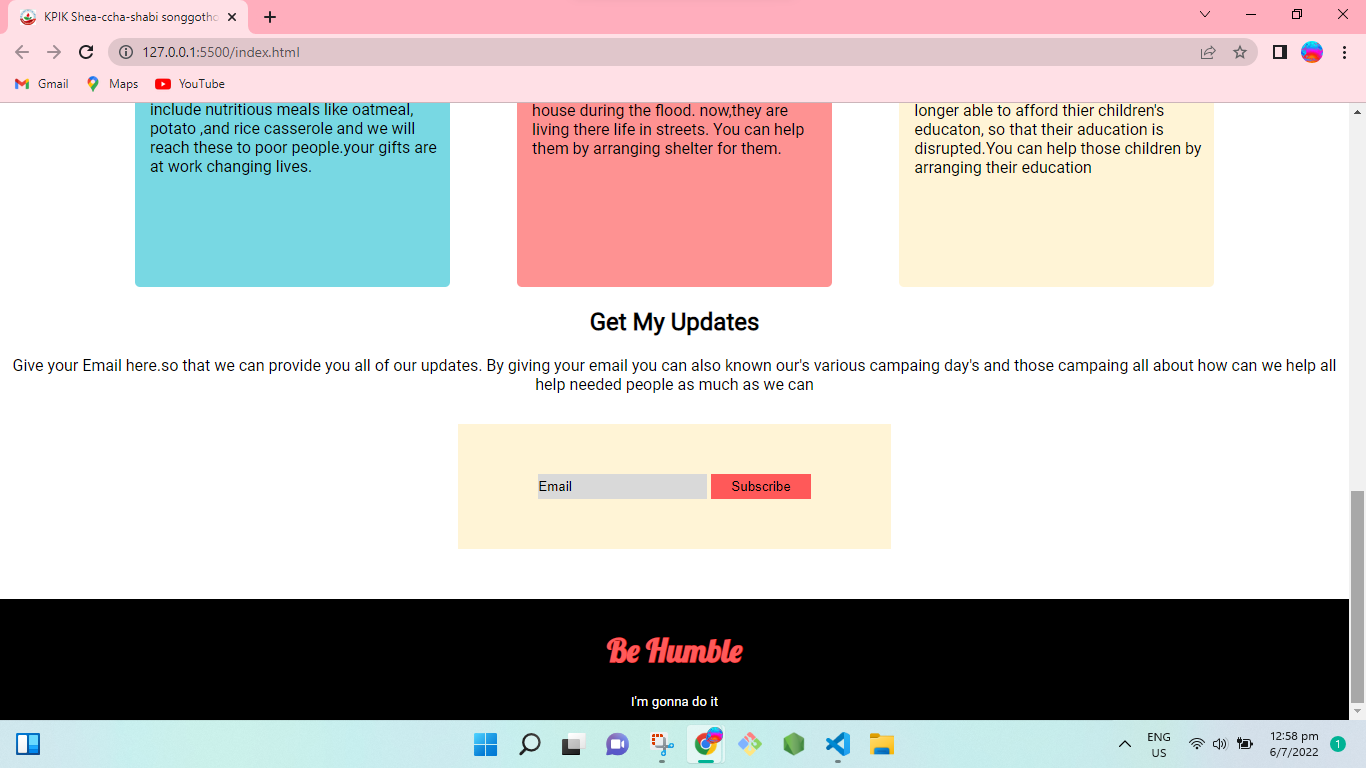 KPIK Shea-ccha-shabi songgotho
127.0.0.1:5500/index.html
Gmail
Maps
YouTube
include nutritious meals like oatmeal,
potato ,and rice casserole and we will
reach these to poor people.your gifts are
at work changing lives.
house during the flood. now,they are
living there life in streets. You can help
them by arranging shelter for them.
longer able to afford thier children's
educaton, so that their aducation is
disrupted.You can help those children by
arranging their education
Get My Updates
Give your Email here.so that we can provide you all of our updates. By giving your email you can also known our's various campaing day's and those campaing all about how can we help all
help needed people as much as we can
Email
Subscribe
Be Humble
I'm gonna do it
ENG
US
12:58 pm
6/7/2022
1